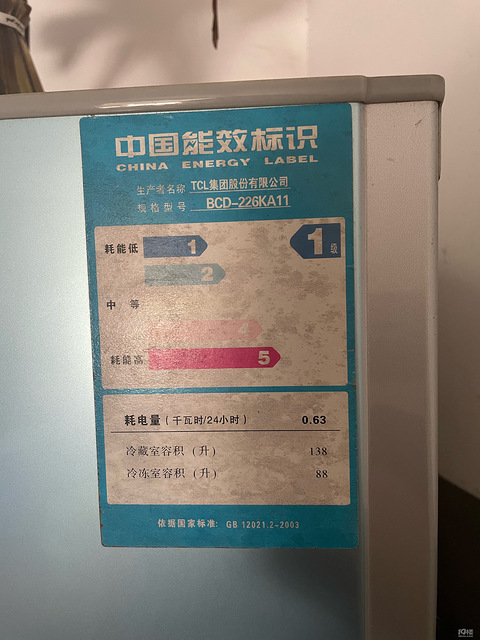 中国能效标识
CHINA ENERGY LABEL
生产者名称 TCL集团股份有限公司
规格型号 BCD-226KA11
耗能低 1 1级
2
中 等
4
耗能高 5
耗电量（千瓦时/24小时） 0.63
冷藏室容积（升） 138
冷冻室容积（升） 88
依据国家标准: GB 12021.2-2003